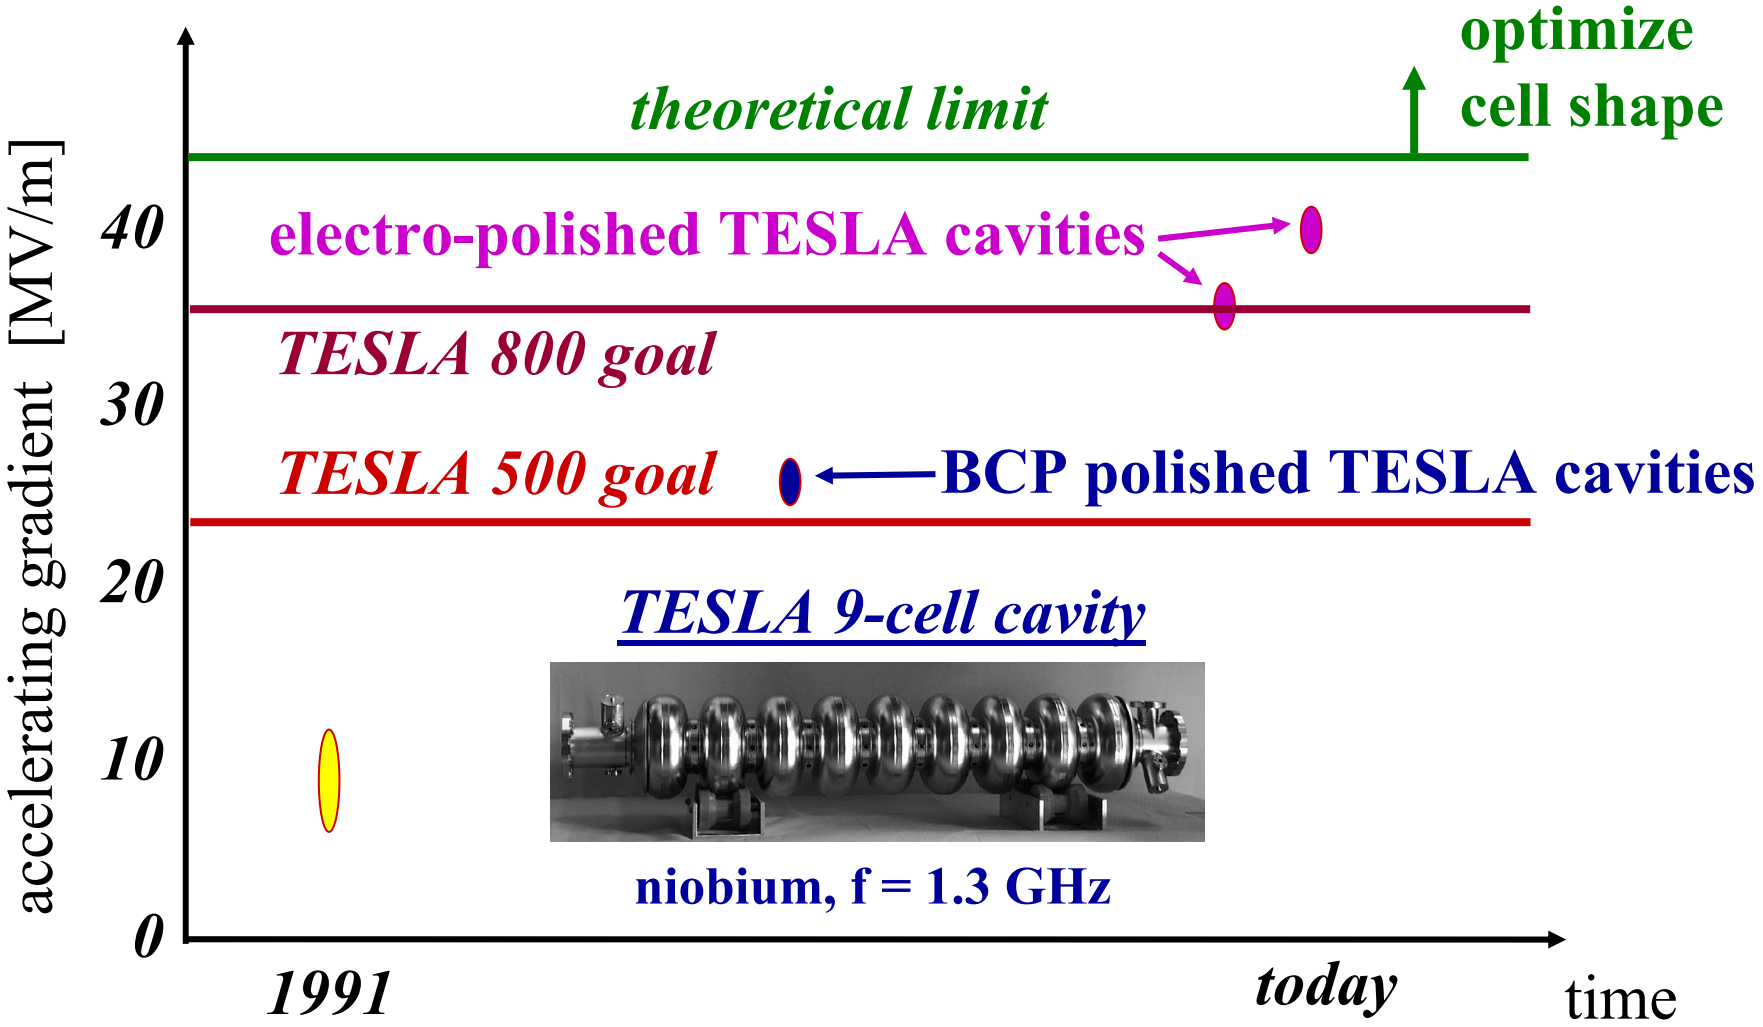 optimize
cell shape
theoretical limit
accelerating gradient [MV/m]
40
electro-polished TESLA cavities
TESLA 800 goal
30
TESLA 500 goal
BCP polished TESLA cavities
20
TESLA 9-cell cavity
10
niobium, f = 1.3 GHz
0
1991
today
time